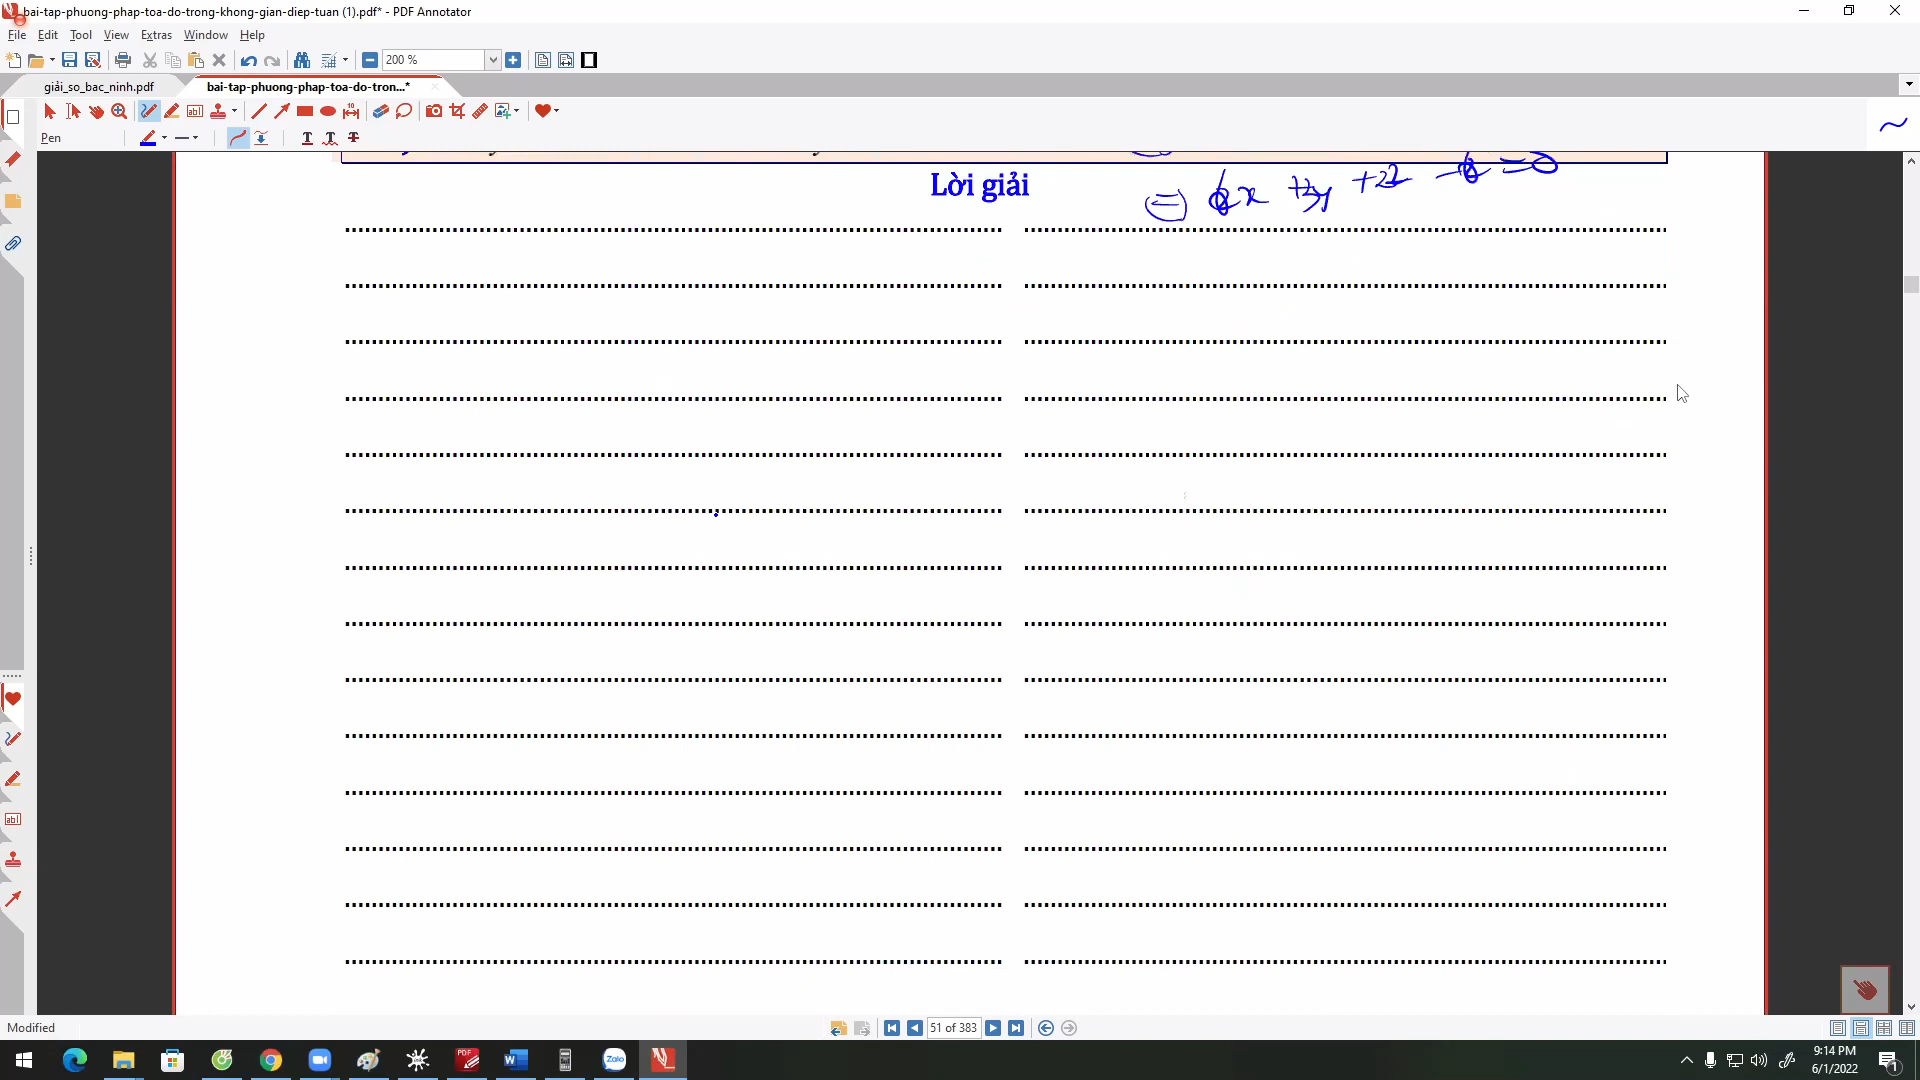 bai-tap-phuong-phap-toa-do-trong-khong-gian-diep-tuan (1).pdf* - PDF Annotator
File Edit Tool View Extras Window Help
200 %
giải_so_bac_ninh.pdf
bai-tap-phuong-phap-toa-do-tron...*
Pen
Lời giải
Modified
51 of 383
9:14 PM
6/1/2022